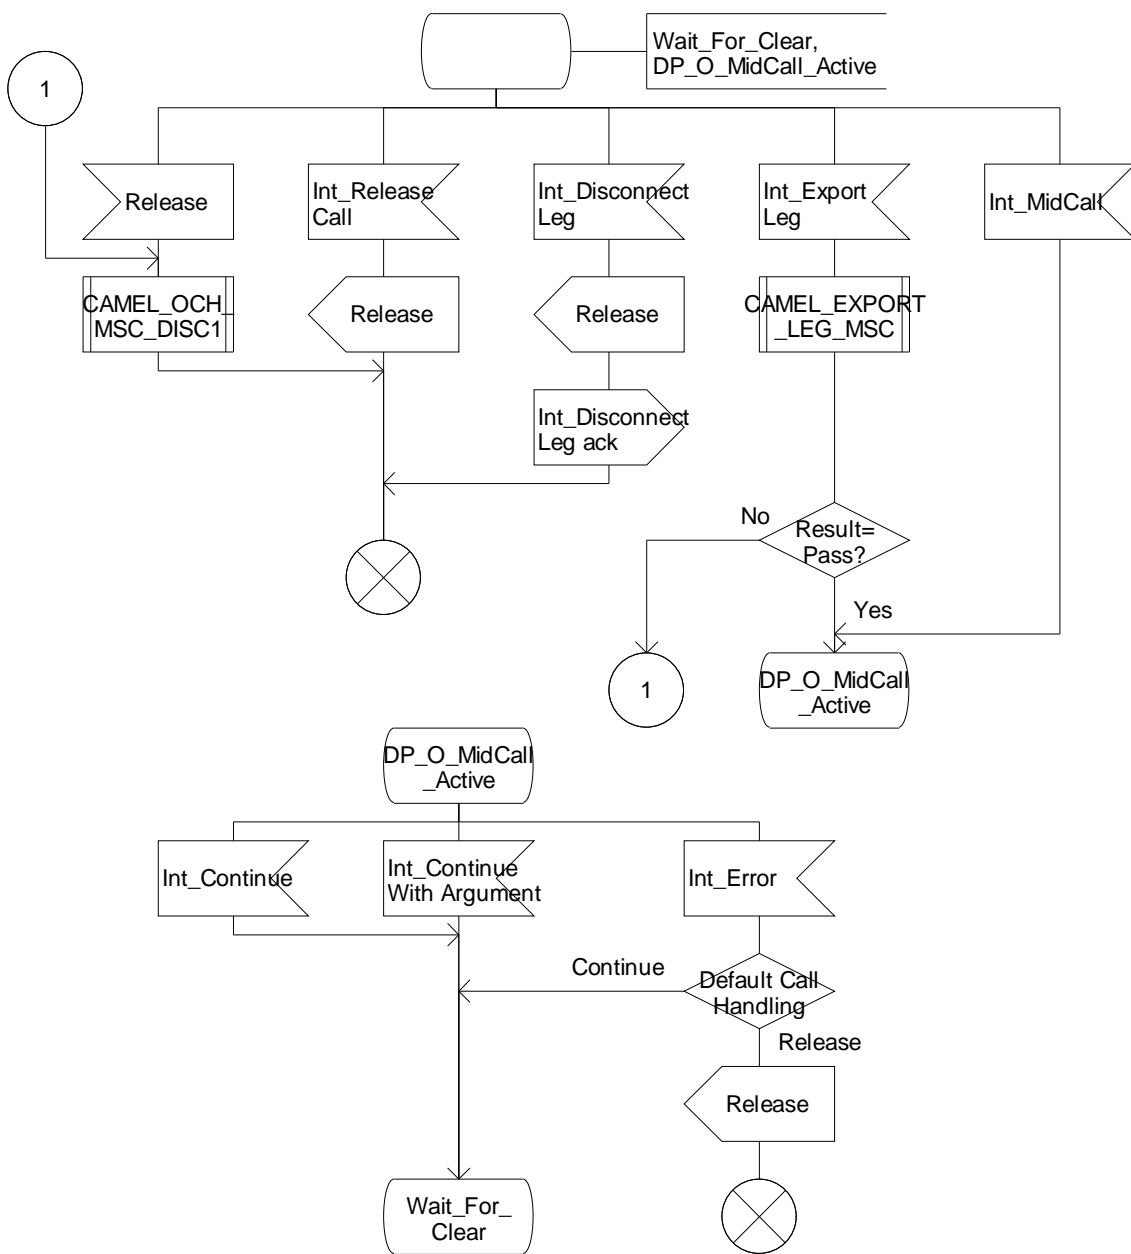 Wait_For_Clear,
DP_O_MidCall_Active
1
Release
Int_Release
Call
Int_Disconnect
Leg
Int_Export
Leg
Int_MidCall
CAMEL_OCH_
MSC_DISC1
Release
Release
CAMEL_EXPORT
_LEG_MSC
Int_Disconnect
Leg ack
No
Result=
Pass?
Yes
1
DP_O_MidCall
_Active
DP_O_MidCall
_Active
Int_Continue
Int_Continue
With Argument
Int_Error
Continue
Default Call
Handling
Release
Release
Wait_For_
Clear